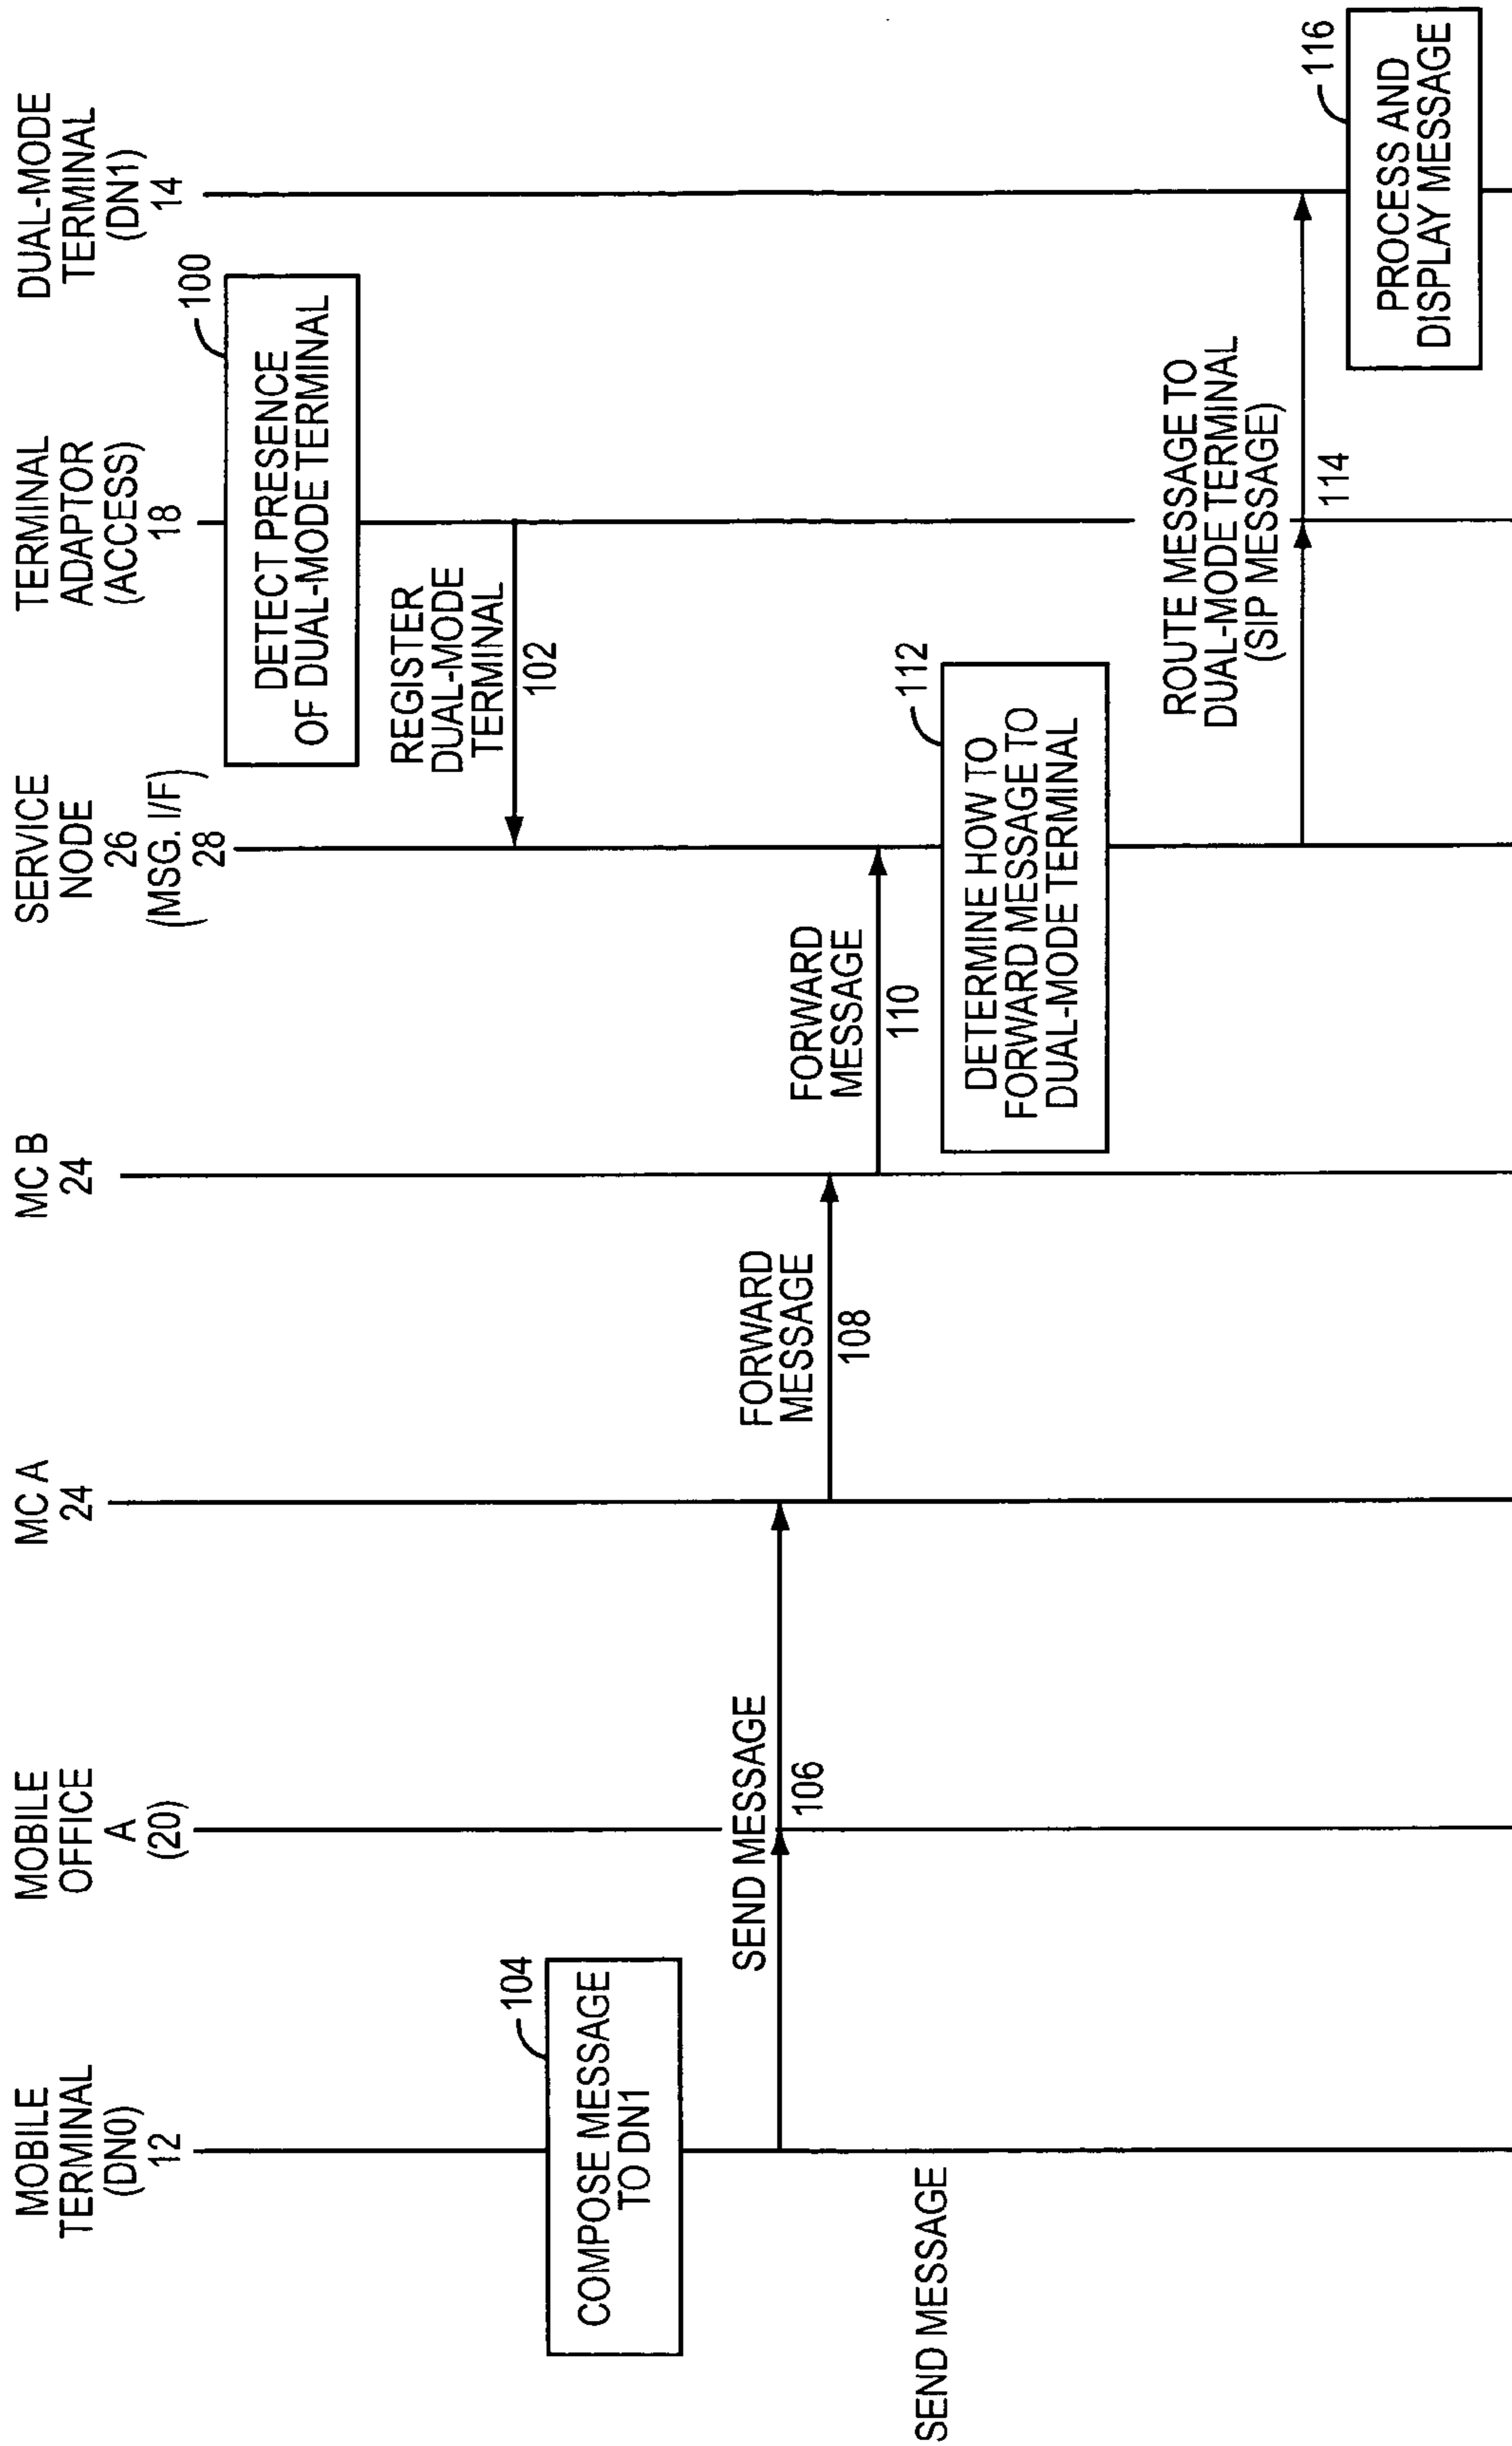 MOBILE
TERMINAL
(DN0)
12
MOBILE
OFFICE
A
(20)
MC A
24
MC B
24
SERVICE
NODE
26
(MSG. I/F)
28
TERMINAL
ADAPTOR
(ACCESS)
18
DUAL-MODE
TERMINAL
(DN1)
14
100
DETECT PRESENCE
OF DUAL-MODE TERMINAL
REGISTER
DUAL-MODE
TERMINAL
102
104
COMPOSE MESSAGE
TO DN1
SEND MESSAGE
106
FORWARD
MESSAGE
108
FORWARD
MESSAGE
110
SEND MESSAGE
112
DETERMINE HOW TO
FORWARD MESSAGE TO
DUAL-MODE TERMINAL
ROUTE MESSAGE TO
DUAL-MODE TERMINAL
(SIP MESSAGE)
114
116
PROCESS AND
DISPLAY MESSAGE